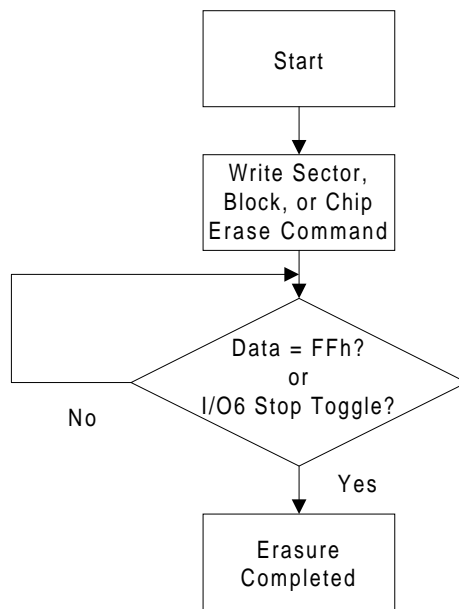 Start
Write Sector,
Block, or Chip
Erase Command
Data = FFh?
or
I/O6 Stop Toggle?
No
Yes
Erasure
Completed